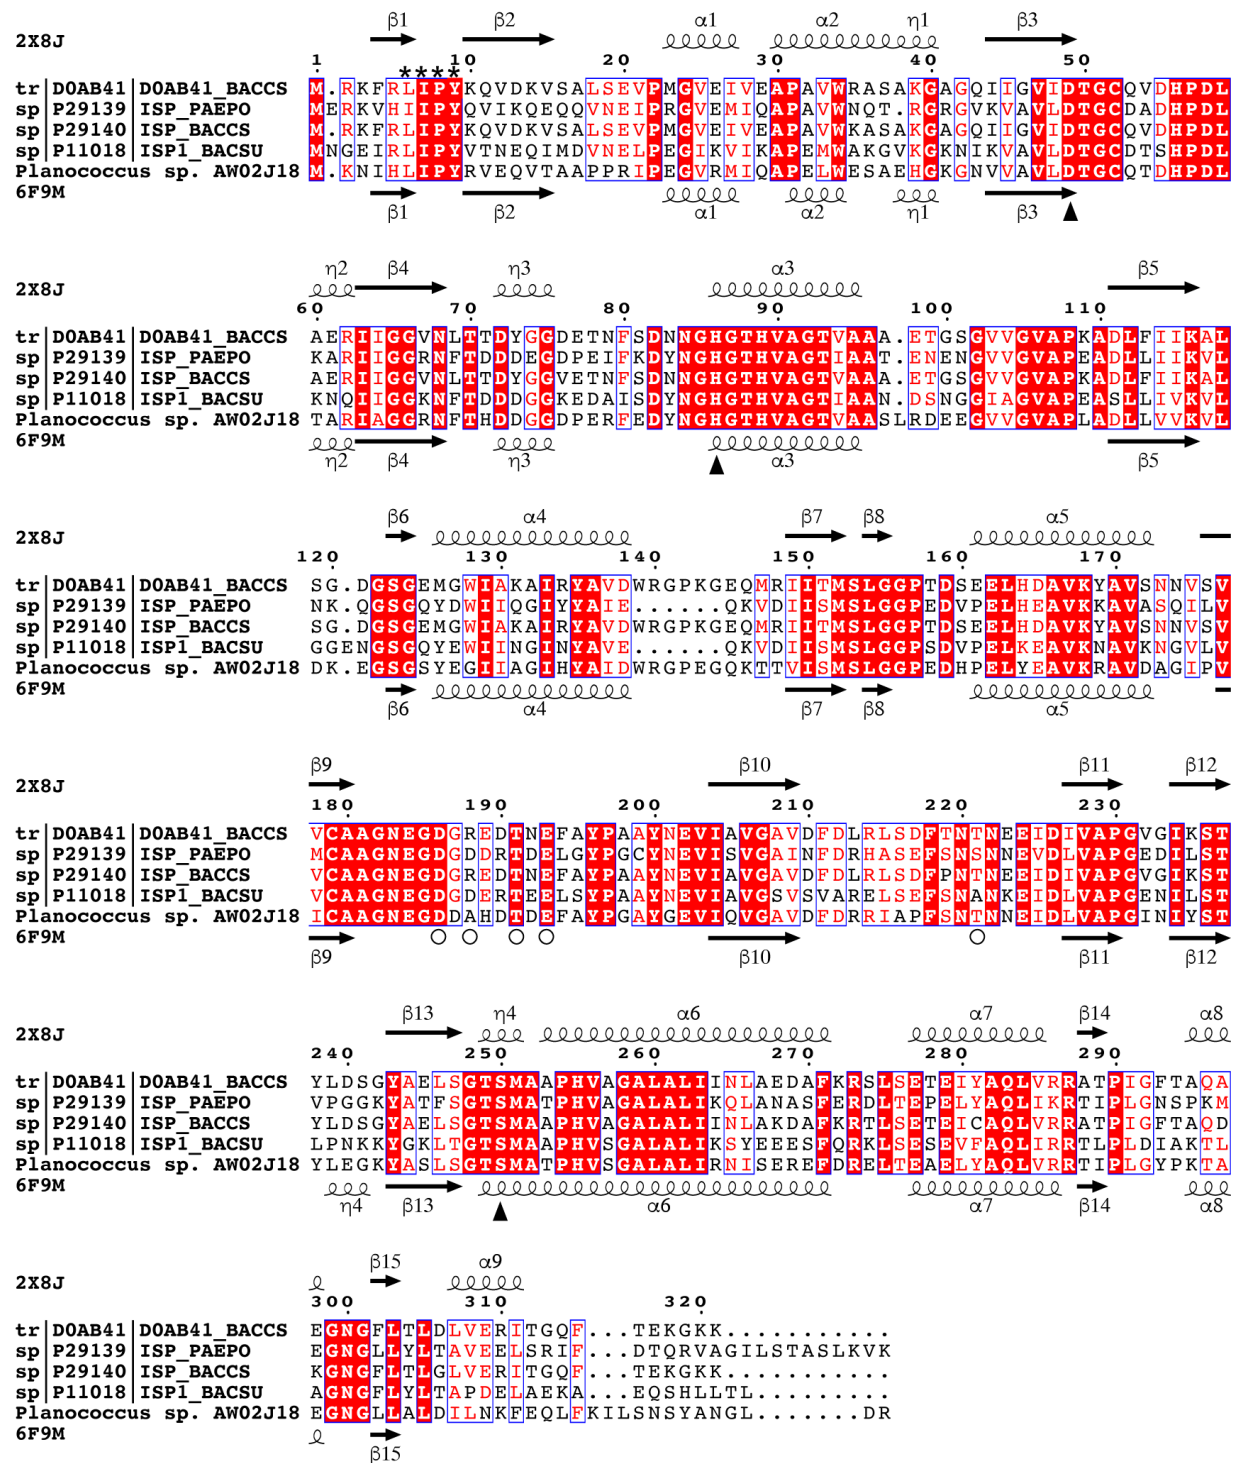 β1 β2 α1 α2 η1 β3
2X8J
1 10 20 30 40 50
★★★★
tr|D0AB41|D0AB41_BACCS M.RKFRLIPYKQVDKVSALSEVPMGVEIVEAPAVWRASAKGAGQIIGVIDTGCQVDHPDL
sp|P29139|ISP_PAEPO MERKVHIIPYQVIKQEQQVNEIPRGVEMIQAPAVWNQT.RGRGVKVAVLDTGCDADHPDL
sp|P29140|ISP_BACCS M.RKFRLIPYKQVDKVSALSEVPMGVEIVEAPAVWKASAKGAGQIIGVIDTGCQVDHPDL
sp|P11018|ISP1_BACSU MNGEIRLIPYVTNEQIMDVNELPEGIKVIKAPEMWAKGVKGKNIKVAVLDTGCDTSHPDL
Planococcus sp. AW02J18 M.KNIHLIPYRVEQVTAAPPRIPEGVRMIQAPELWESAEHGKGNVVAVLDTGCQTDHPDL
6F9M
β1 β2 α1 α2 η1 β3
η2 β4 η3 α3 β5
2X8J
60 70 80 90 100 110
tr|D0AB41|D0AB41_BACCS AERIIGGVNLTTDYGGDETNFSDNNGHGTHVAGTVAAA.ETGSGVVGVAPKADLFIIKAL
sp|P29139|ISP_PAEPO KARIIGGRNFTDDDEGDPEIFKDYNGHGTHVAGTIAAT.ENENGVVGVAPEADLLIIKVL
sp|P29140|ISP_BACCS AERIIGGVNLTTDYGGVETNFSDNNGHGTHVAGTVAAA.ETGSGVVGVAPKADLFIIKAL
sp|P11018|ISP1_BACSU KNQIIGGKNFTDDDGGKEDAISDYNGHGTHVAGTIAAN.DSNGGIAGVAPEASLLIVKVL
Planococcus sp. AW02J18 TARIAGGRNFTHDDGGDPERFEDYNGHGTHVAGTVAASLRDEEGVVGVAPLADLLVVKVL
6F9M
η2 β4 η3 α3 β5
β6 α4 β7 β8 α5
2X8J
120 130 140 150 160 170
tr|D0AB41|D0AB41_BACCS SG.DGSGEMGWIAKAIRYAVDWRGPKGEQMRIITMSLGGPTDSEELHDAVKYAVSNNVSV
sp|P29139|ISP_PAEPO NK.QGSGQYDWIIQGIYYAIE......QKVDIISMSLGGPEDVPELHEAVKKAVASQILV
sp|P29140|ISP_BACCS SG.DGSGEMGWIAKAIRYAVDWRGPKGEQMRIITMSLGGPTDSEELHDAVKYAVSNNVSV
sp|P11018|ISP1_BACSU GGENGSGQYEWIINGINYAVE......QKVDIISMSLGGPSDVPELKEAVKNAVKNGVLV
Planococcus sp. AW02J18 DK.EGSGSYEGIIAGIHYAIDWRGPEGQKTTVISMSLGGPEDHPELYEAVKRAVDAGIPV
6F9M
β6 α4 β7 β8 α5
β9 β10 β11 β12
2X8J
180 190 200 210 220 230
tr|D0AB41|D0AB41_BACCS VCAAGNEGDGREDTNEFAYPAAYNEVIAVGAVDFDLRLSDFTNTNEEIDIVAPGVGIKST
sp|P29139|ISP_PAEPO MCAAGNEGDGDDRTDELGYPGCYNEVISVGAINFDRHASEFSNSNNEVDLVAPGEDILST
sp|P29140|ISP_BACCS VCAAGNEGDGREDTNEFAYPAAYNEVIAVGAVDFDLRLSDFPNTNEEIDIVAPGVGIKST
sp|P11018|ISP1_BACSU VCAAGNEGDGDERTEELSYPAAYNEVIAVGSVSVARELSEFSNANKEIDLVAPGENILST
Planococcus sp. AW02J18 ICAAGNEGDDAHDTDEFAYPGAYGEVIQVGAVDFDRRIAPFSNTNNEIDLVAPGINIYST
6F9M
β9 β10 β11 β12
β13 η4 α6 α7 β14 α8
2X8J
240 250 260 270 280 290
tr|D0AB41|D0AB41_BACCS YLDSGYAELSGTSMAAPHVAGALALIINLAEDAFKRSLSETEIYAQLVRRATPIGFTAQA
sp|P29139|ISP_PAEPO VPGGKYATFSGTSMATPHVAGALALIKQLANASFERDLTEPELYAQLIKRTIPLGNSPKM
sp|P29140|ISP_BACCS YLDSGYAELSGTSMAAPHVAGALALIINLAKDAFKRTLSETEICAQLVRRATPIGFTAQD
sp|P11018|ISP1_BACSU LPNKKYGKLTGTSMAAPHVSGALALIKSYEEESFQRKLSESEVFAQLIRRTLPLDIAKTL
Planococcus sp. AW02J18 YLEGKYASLSGTSMATPHVSGALALIRNISEREFDRELTEAELYAQLVRRTIPLGYPKTA
6F9M
η4 β13 α6 α7 β14 α8
β15 α9
2X8J
300 310 320
tr|D0AB41|D0AB41_BACCS EGNGFLTLDLVERITGQF...TEKGKK...........
sp|P29139|ISP_PAEPO EGNGLLYLTAVEELSRIF...DTQRVAGILSTASLKVK
sp|P29140|ISP_BACCS KGNGFLTLGLVERITGQF...TEKGKK...........
sp|P11018|ISP1_BACSU AGNGFLYLTAPDELAEKA...EQSHLLTL.........
Planococcus sp. AW02J18 EGNGLLALDILNKFEQLFKILSNSYANGL.......DR
6F9M
β15